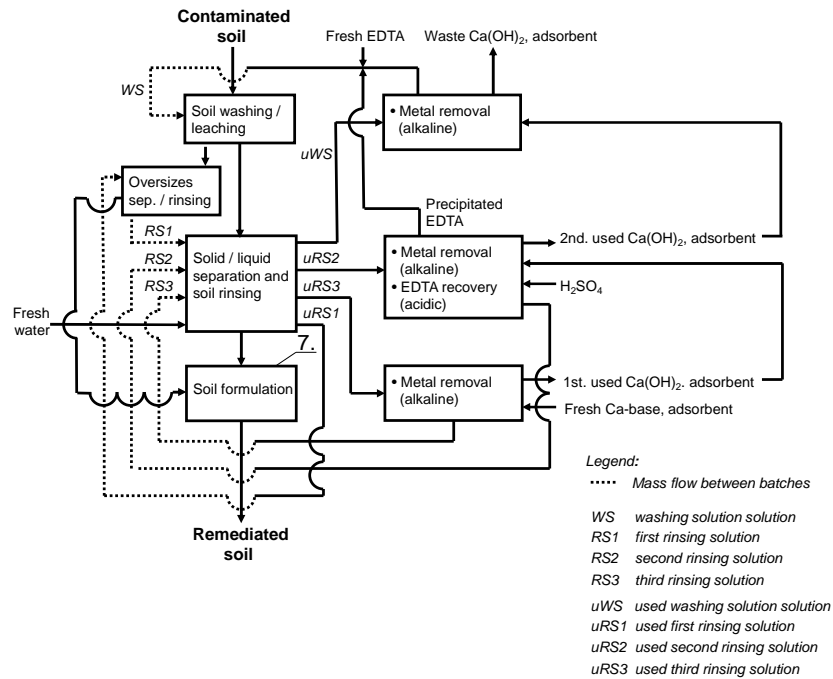 Contaminated
soil
Fresh EDTA
Waste Ca(OH)2, adsorbent
WS
Soil washing /
leaching
• Metal removal
(alkaline)
uWS
Oversizes
sep. / rinsing
Precipitated
EDTA
RS1
RS2
RS3
Solid / liquid
separation and
soil rinsing
uRS2
uRS3
uRS1
• Metal removal
(alkaline)
• EDTA recovery
(acidic)
2nd. used Ca(OH)2, adsorbent
H2SO4
Fresh
water
7.
Soil formulation
• Metal removal
(alkaline)
1st. used Ca(OH)2. adsorbent
Fresh Ca-base, adsorbent
Remediated
soil
Legend:
Mass flow between batches
WS washing solution solution
RS1 first rinsing solution
RS2 second rinsing solution
RS3 third rinsing solution
uWS used washing solution solution
uRS1 used first rinsing solution
uRS2 used second rinsing solution
uRS3 used third rinsing solution